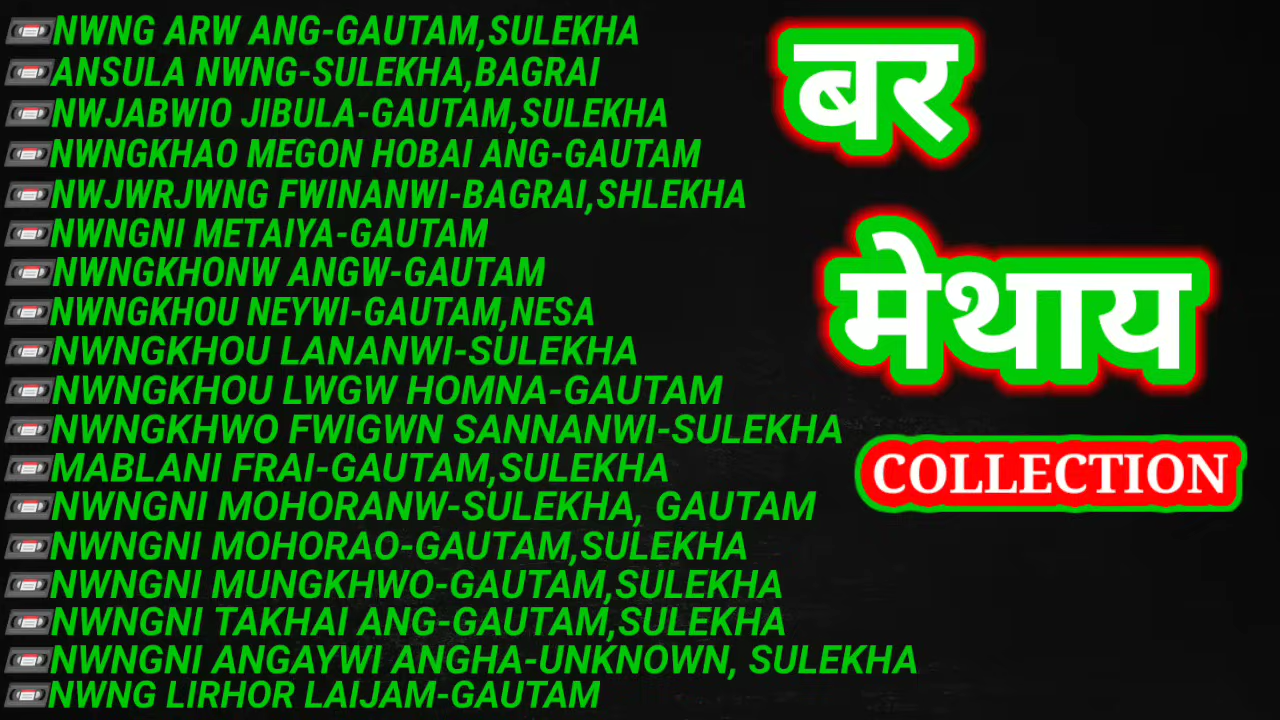 NWNG ARW ANG-GAUTAM,SULEKHA
ANSULA NWNG-SULEKHA,BAGRAI
NWJABWIO JIBULA-GAUTAM,SULEKHA
NWNGKHAO MEGON HOBAI ANG-GAUTAM
NWJWRJWNG FWINANWI-BAGRAI,SHLEKHA
NWNGNI METAIYA-GAUTAM
NWNGKHONW ANGW-GAUTAM
NWNGKHOU NEYWI-GAUTAM,NESA
NWNGKHOU LANANWI-SULEKHA
NWNGKHOU LWGW HOMNA-GAUTAM
NWNGKHWO FWIGWN SANNANWI-SULEKHA
MABLANI FRAI-GAUTAM,SULEKHA
NWNGNI MOHORANW-SULEKHA, GAUTAM
NWNGNI MOHORAO-GAUTAM,SULEKHA
NWNGNI MUNGKHWO-GAUTAM,SULEKHA
NWNGNI TAKHAI ANG-GAUTAM,SULEKHA
NWNGNI ANGAYWI ANGHA-UNKNOWN, SULEKHA
NWNG LIRHOR LAIJAM-GAUTAM
बर
मेथाय
COLLECTION